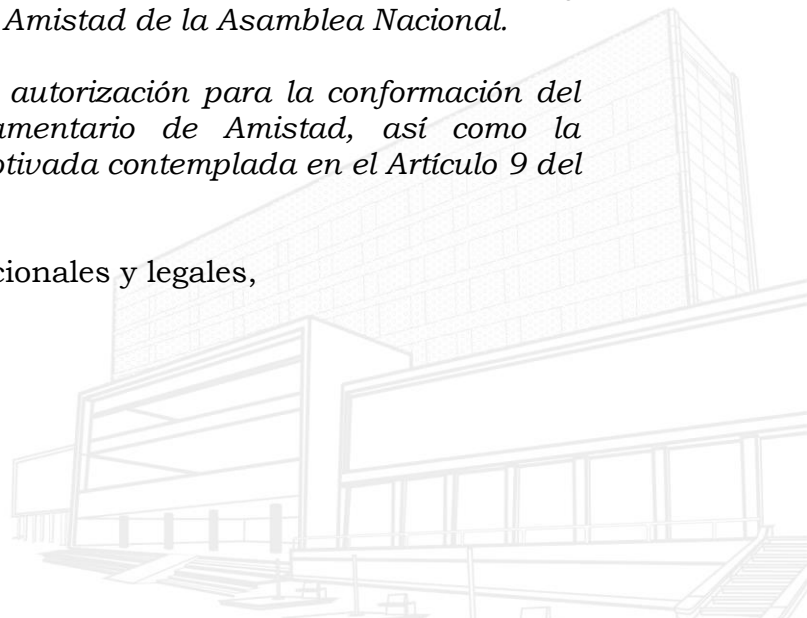 Amistad de la Asamblea Nacional.
autorización para la conformación del
amentario de Amistad, así como la
otivada contemplada en el Artículo 9 del
cionales y legales,